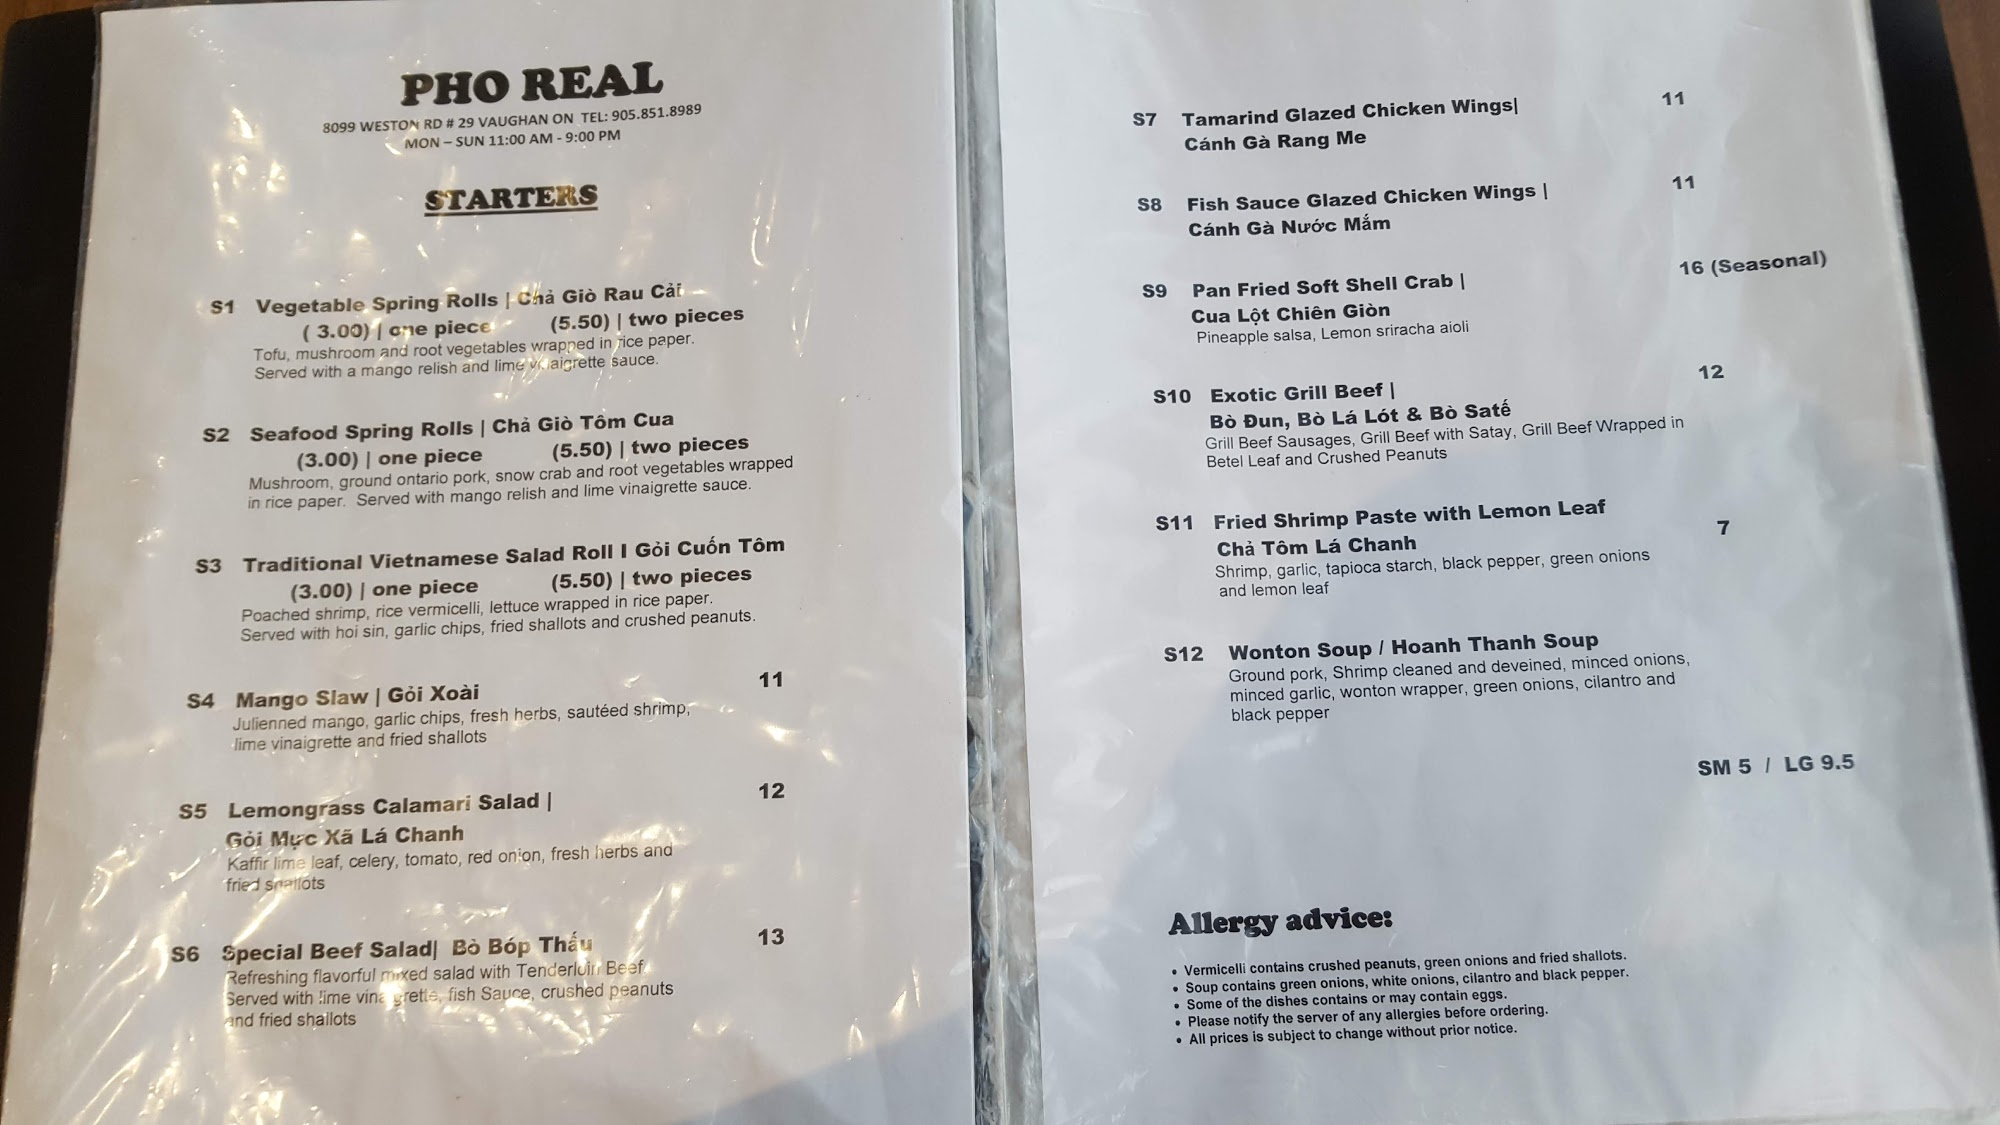 PHO REAL
8099 WESTON RD # 29 VAUGHAN ON TEL: 905.851.8989
MON – SUN 11:00 AM - 9:00 PM
STARTERS
S1 Vegetable Spring Rolls | Chả Giò Rau Cải
( 3.00) | one piece (5.50) | two pieces
Tofu, mushroom and root vegetables wrapped in rice paper.
Served with a mango relish and lime vinaigrette sauce.
S2 Seafood Spring Rolls | Chả Giò Tôm Cua
(3.00) | one piece (5.50) | two pieces
Mushroom, ground ontario pork, snow crab and root vegetables wrapped
in rice paper. Served with mango relish and lime vinaigrette sauce.
S3 Traditional Vietnamese Salad Roll I Gỏi Cuốn Tôm
(3.00) | one piece (5.50) | two pieces
Poached shrimp, rice vermicelli, lettuce wrapped in rice paper.
Served with hoi sin, garlic chips, fried shallots and crushed peanuts.
S4 Mango Slaw | Gỏi Xoài 11
Julienned mango, garlic chips, fresh herbs, sautéed shrimp,
lime vinaigrette and fried shallots
S5 Lemongrass Calamari Salad | 12
Gỏi Mực Xã Lá Chanh
Kaffir lime leaf, celery, tomato, red onion, fresh herbs and
fried shallots
S6 Special Beef Salad| Bò Bóp Thấu 13
Refreshing flavorful mixed salad with Tenderloin Beef.
Served with lime vinaigrette, fish Sauce, crushed peanuts
and fried shallots
S7 Tamarind Glazed Chicken Wings| 11
Cánh Gà Rang Me
S8 Fish Sauce Glazed Chicken Wings | 11
Cánh Gà Nước Mắm
S9 Pan Fried Soft Shell Crab | 16 (Seasonal)
Cua Lột Chiên Giòn
Pineapple salsa, Lemon sriracha aioli
S10 Exotic Grill Beef | 12
Bò Đun, Bò Lá Lót & Bò Satế
Grill Beef Sausages, Grill Beef with Satay, Grill Beef Wrapped in
Betel Leaf and Crushed Peanuts
S11 Fried Shrimp Paste with Lemon Leaf 7
Chả Tôm Lá Chanh
Shrimp, garlic, tapioca starch, black pepper, green onions
and lemon leaf
S12 Wonton Soup / Hoanh Thanh Soup
Ground pork, Shrimp cleaned and deveined, minced onions,
minced garlic, wonton wrapper, green onions, cilantro and
black pepper
SM 5 / LG 9.5
Allergy advice:
• Vermicelli contains crushed peanuts, green onions and fried shallots.
• Soup contains green onions, white onions, cilantro and black pepper.
• Some of the dishes contains or may contain eggs.
• Please notify the server of any allergies before ordering.
• All prices is subject to change without prior notice.